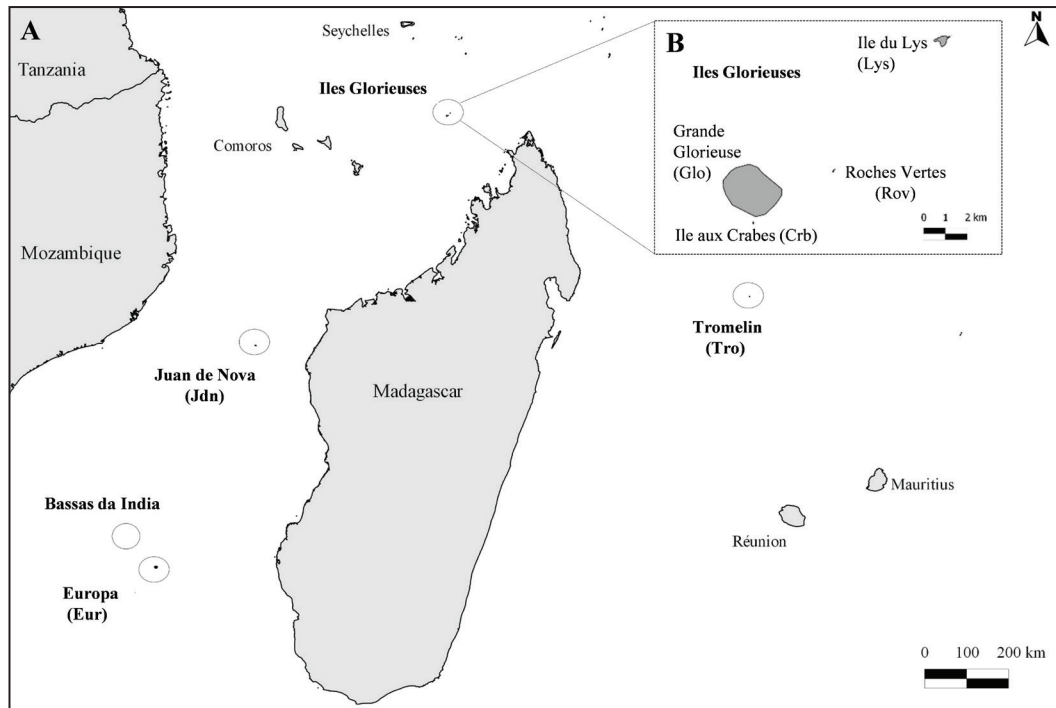 A
Seychelles
Tanzania
Iles Glorieuses
Comoros
Mozambique
Juan de Nova
(Jdn)
Madagascar
Bassas da India
Europa
(Eur)
Tromelin
(Tro)
Mauritius
Réunion
0 100 200 km
B
N
Ile du Lys
(Lys)
Iles Glorieuses
Grande
Glorieuse
(Glo)
Roches Vertes
(Rov)
Ile aux Crabes (Crb)
0 1 2 km